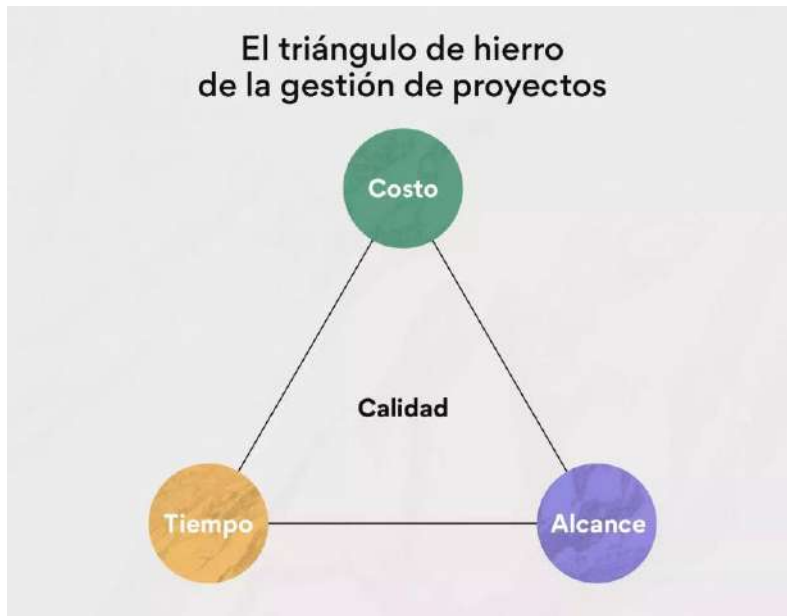 El triángulo de hierro
de la gestión de proyectos
Costo
Calidad
Tiempo
Alcance